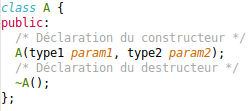 class A {
public:
/* Déclaration du constructeur */
A(type1 param1, type2 param2);
/* Déclaration du destructeur */
~A();
};